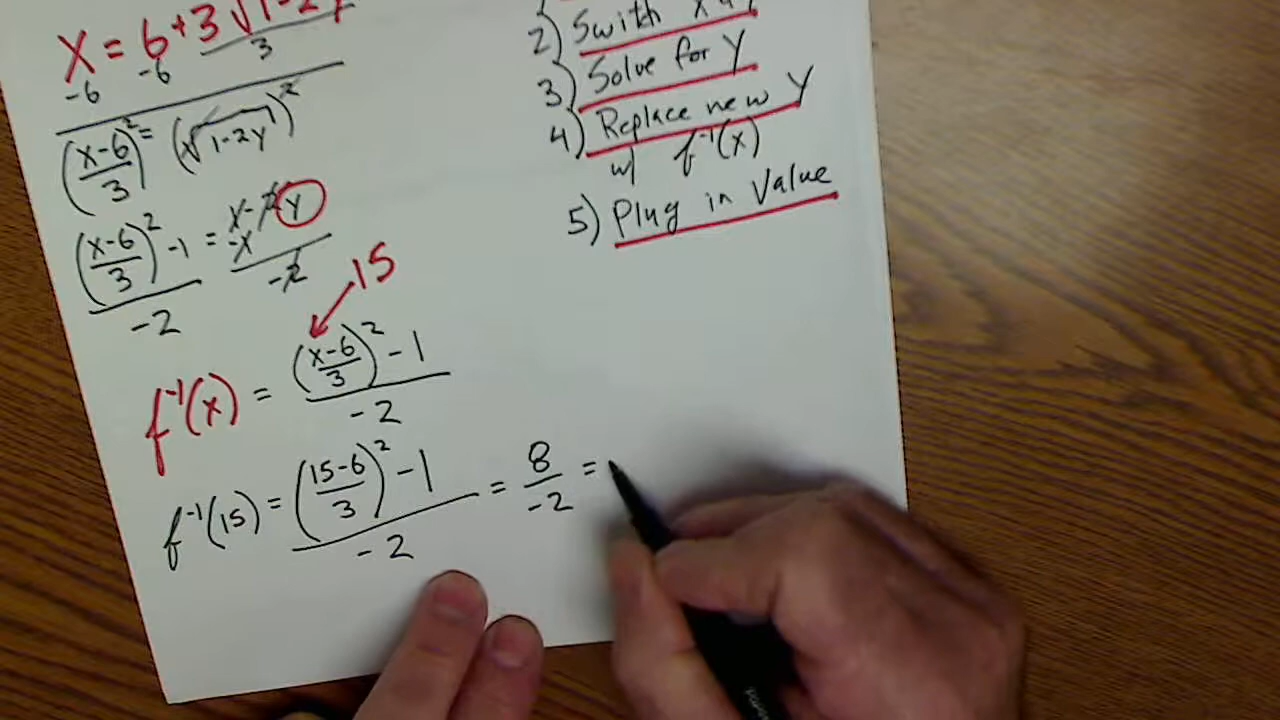 X = 6+3√1-2y
-6 -6 3
(x-6/3)² = (√1-2y)²
(x-6/3)² -1 = 1-2y
-2 -1 -2
15
f⁻¹(x) = (x-6/3)² - 1 / -2
f⁻¹(15) = (15-6/3)² - 1 / -2 = 8/-2 =
2) Swith X
3) Solve for Y
4) Replace new Y
w/ f⁻¹(x)
5) Plug in Value